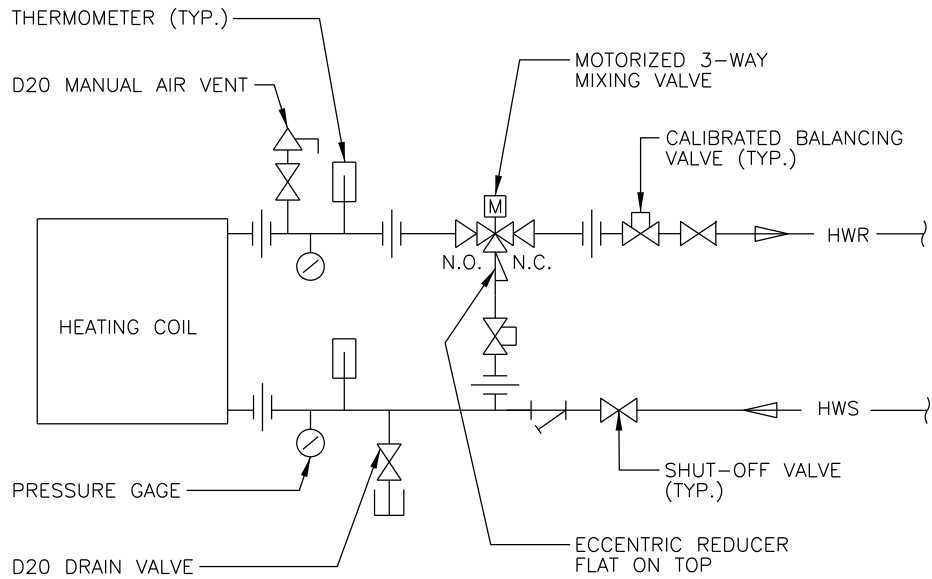 THERMOMETER (TYP.)
MOTORIZED 3-WAY
MIXING VALVE
D20 MANUAL AIR VENT
CALIBRATED BALANCING
VALVE (TYP.)
M
HWR
N.O.
N.C.
HEATING COIL
HWS
SHUT-OFF VALVE
(TYP.)
PRESSURE GAGE
ECCENTRIC REDUCER
FLAT ON TOP
D20 DRAIN VALVE